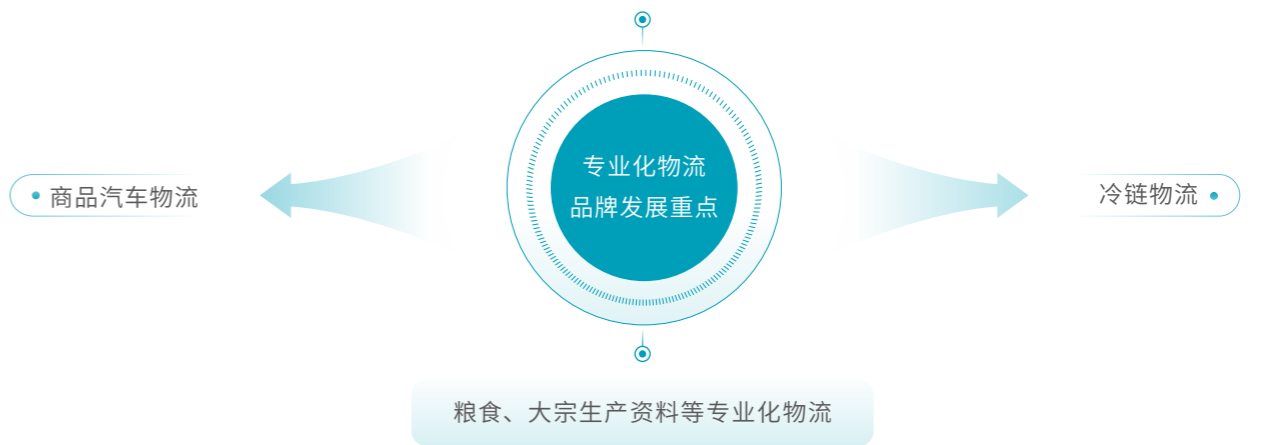 专业化物流
品牌发展重点
商品汽车物流
冷链物流
粮食、大宗生产资料等专业化物流